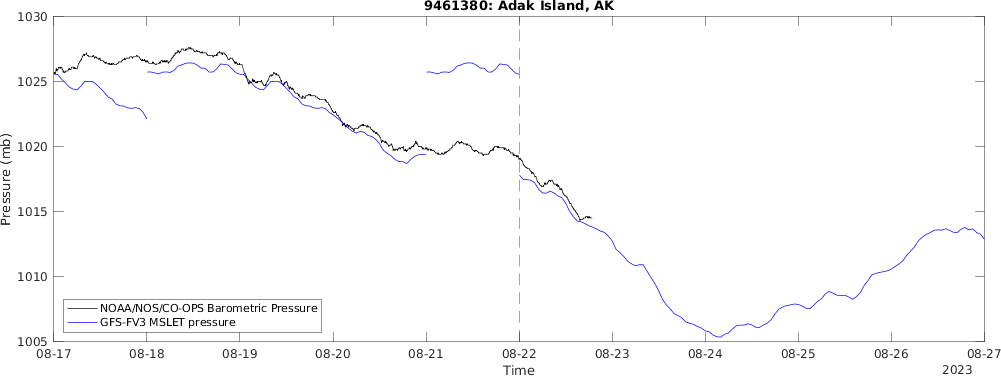 9461380: Adak Island, AK
1030
1025
1020
1015
1010
1005
Pressure (mb)
NOAA/NOS/CO-OPS Barometric Pressure
GFS-FV3 MSLET pressure
08-17 08-18 08-19 08-20 08-21 08-22 08-23 08-24 08-25 08-26 08-27
Time
2023